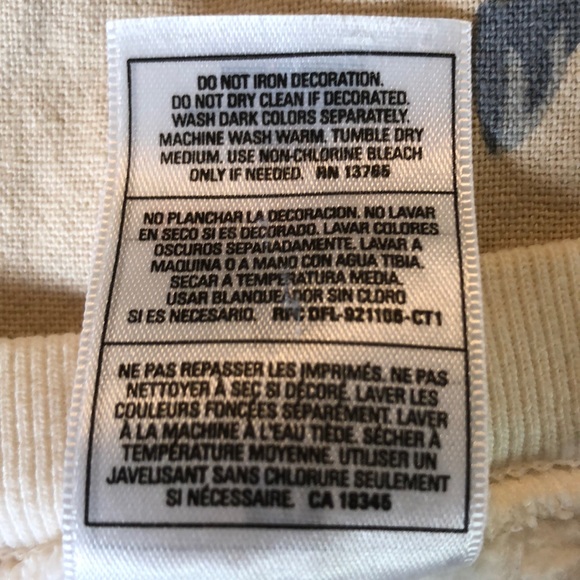 DO NOT IRON DECORATION.
DO NOT DRY CLEAN IF DECORATED.
WASH DARK COLORS SEPARATELY.
MACHINE WASH WARM. TUMBLE DRY
MEDIUM. USE NON-CHLORINE BLEACH
ONLY IF NEEDED. RN 13765
NO PLANCHAR LA DECORACION. NO LAVAR
EN SECO SI ES DECORADO. LAVAR COLORES
OSCUROS SEPARADAMENTE. LAVAR A
MAQUINA O A MANO CON AGUA TIBIA.
SECAR A TEMPERATURA MEDIA.
USAR BLANQUEADOR SIN CLORO
SI ES NECESARIO. RFC DFL-921106-CT1
NE PAS REPASSER LES IMPRIMÉS. NE PAS
NETTOYER À SEC SI DÉCORÉ. LAVER LES
COULEURS FONCÉES SÉPARÉMENT. LAVER
À LA MACHINE À L'EAU TIÈDE. SÉCHER À
TEMPÉRATURE MOYENNE. UTILISER UN
JAVELISANT SANS CHLORURE SEULEMENT
SI NÉCESSAIRE. CA 18345